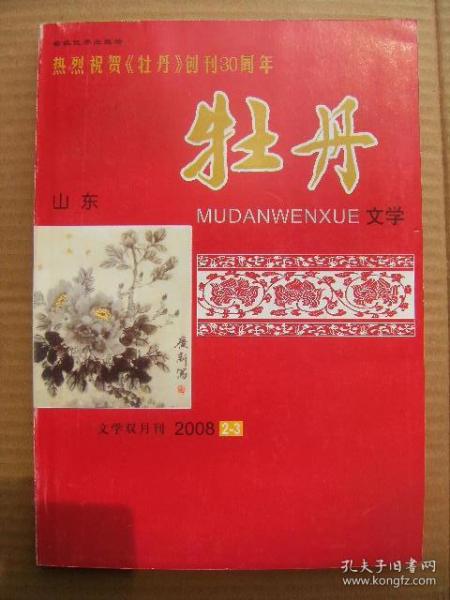 热烈祝贺《牡丹》创刊30周年
牡丹
山东
MUDANWENXUE 文学
文学双月刊 2008 2-3
孔夫子旧书网
www.kongfz.com